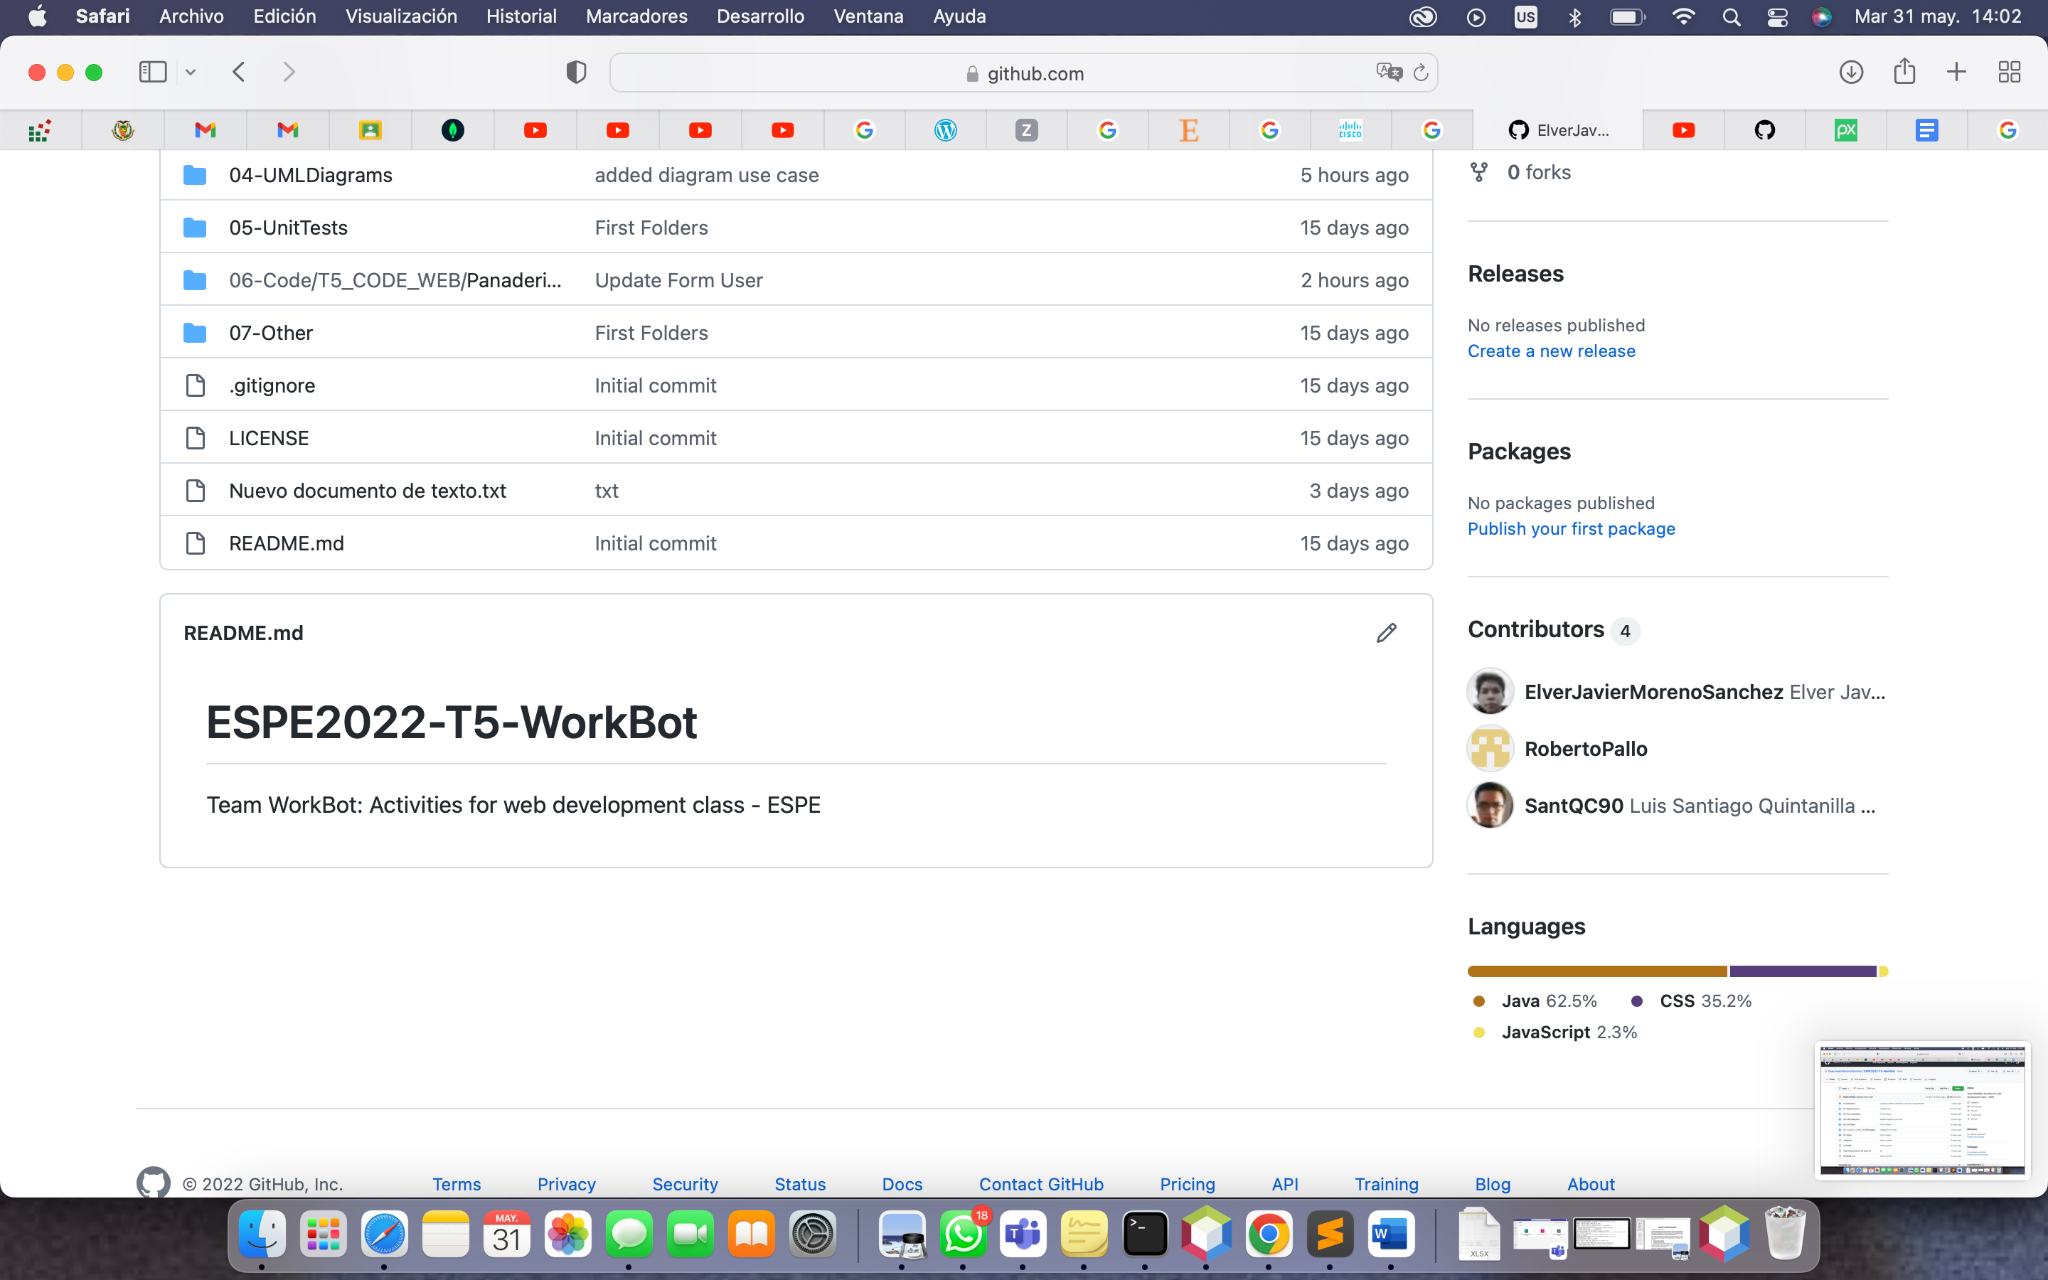 Safari Archivo Edición Visualización Historial Marcadores Desarrollo Ventana Ayuda US Mar 31 may. 14:02
github.com
Z E CISCO ElverJav... px
04-UMLDiagrams added diagram use case 5 hours ago
05-UnitTests First Folders 15 days ago
06-Code/T5_CODE_WEB/Panaderi... Update Form User 2 hours ago
07-Other First Folders 15 days ago
.gitignore Initial commit 15 days ago
LICENSE Initial commit 15 days ago
Nuevo documento de texto.txt txt 3 days ago
README.md Initial commit 15 days ago
README.md
ESPE2022-T5-WorkBot
Team WorkBot: Activities for web development class - ESPE
0 forks
Releases
No releases published
Create a new release
Packages
No packages published
Publish your first package
Contributors 4
ElverJavierMorenoSanchez Elver Jav...
RobertoPallo
SantQC90 Luis Santiago Quintanilla ...
Languages
Java 62.5% CSS 35.2%
JavaScript 2.3%
© 2022 GitHub, Inc. Terms Privacy Security Status Docs Contact GitHub Pricing API Training Blog About
MAY.
31
18
XLSX